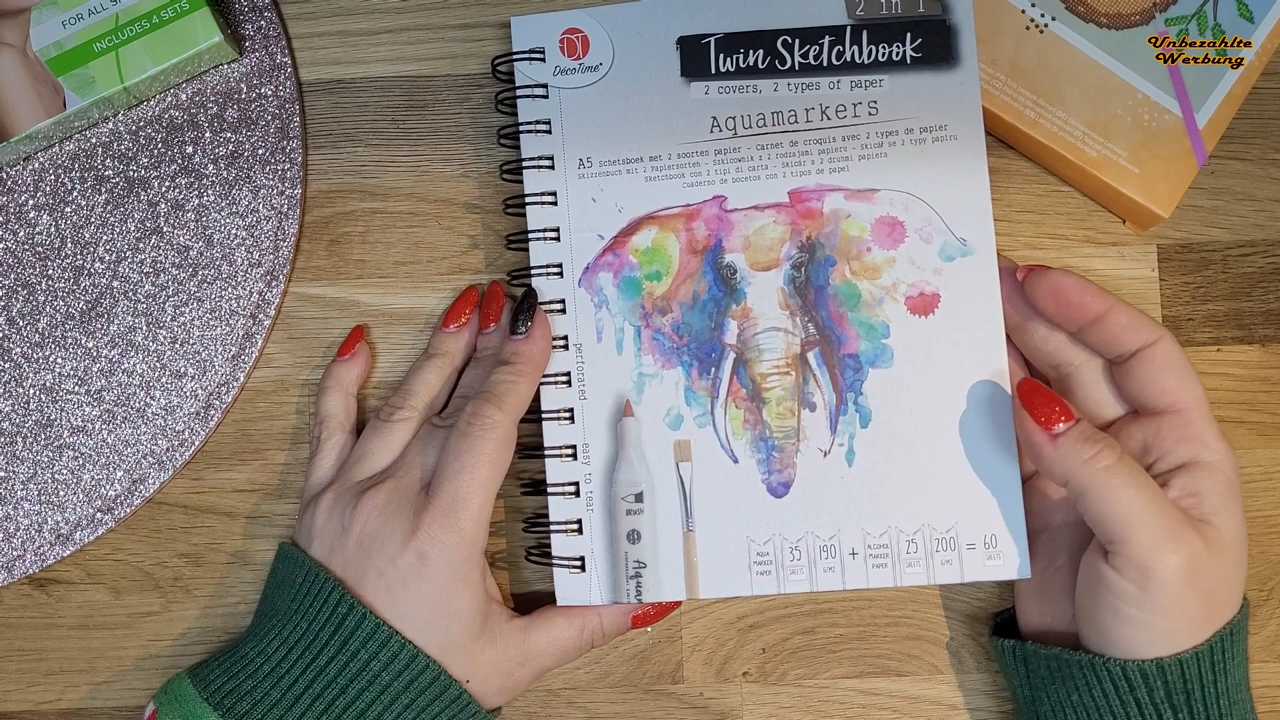 FOR ALL
INCLUDES 4 SETS
DT
DécoTime®
2 in 1
Twin Sketchbook
2 covers, 2 types of paper
Aquamarkers
A5 Schetsboek met 2 soorten papier - Carnet de croquis avec 2 types de papier
Skizzenbuch mit 2 Papiersorten - Szkicownik z 2 rodzajami papieru - Skicář se 2 typy papíru
Sketchbook con 2 tipi di carta - Skicár s 2 druhmi papiera
Cuaderno de bocetos con 2 tipos de papel
perforated
easy to tear
BRUSH
Aquam
AQUA
MARKER
PAPER
35
SHEETS
190
G/M2
+
ALCOHOL
MARKER
PAPER
25
SHEETS
200
G/M2
=
60
SHEETS
Unbezahlte
Werbung